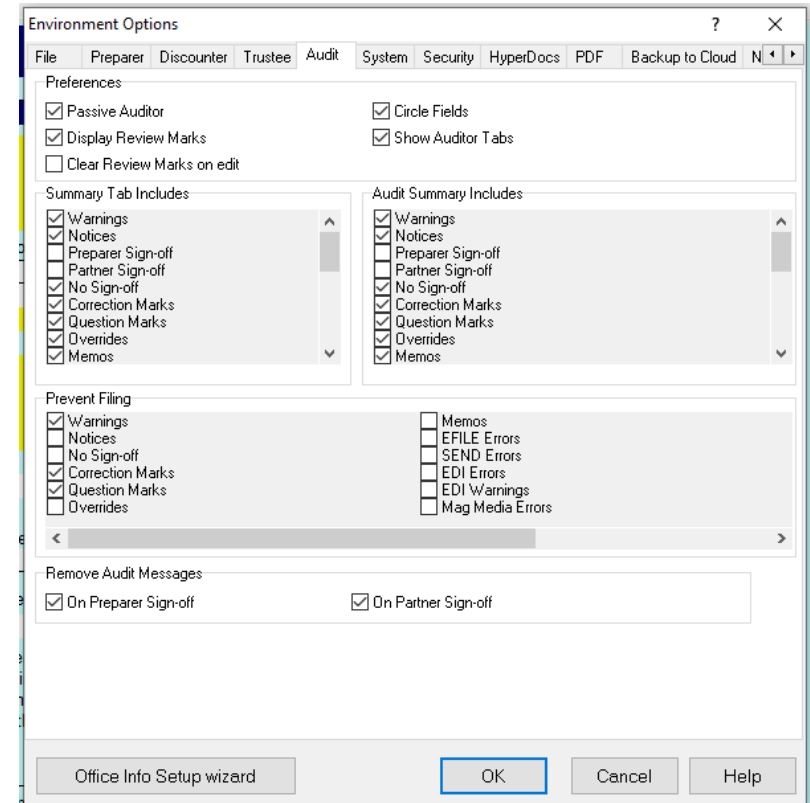 Environment Options ? ×
File Preparer Discounter Trustee Audit System Security HyperDocs PDF Backup to Cloud N
Preferences
Passive Auditor Circle Fields
Display Review Marks Show Auditor Tabs
Clear Review Marks on edit
Summary Tab Includes Audit Summary Includes
Warnings Warnings
Notices Notices
Preparer Sign-off Preparer Sign-off
Partner Sign-off Partner Sign-off
No Sign-off No Sign-off
Correction Marks Correction Marks
Question Marks Question Marks
Overrides Overrides
Memos Memos
Prevent Filing
Warnings Memos
Notices EFILE Errors
No Sign-off SEND Errors
Correction Marks EDI Errors
Question Marks EDI Warnings
Overrides Mag Media Errors
Remove Audit Messages
On Preparer Sign-off On Partner Sign-off
Office Info Setup wizard OK Cancel Help